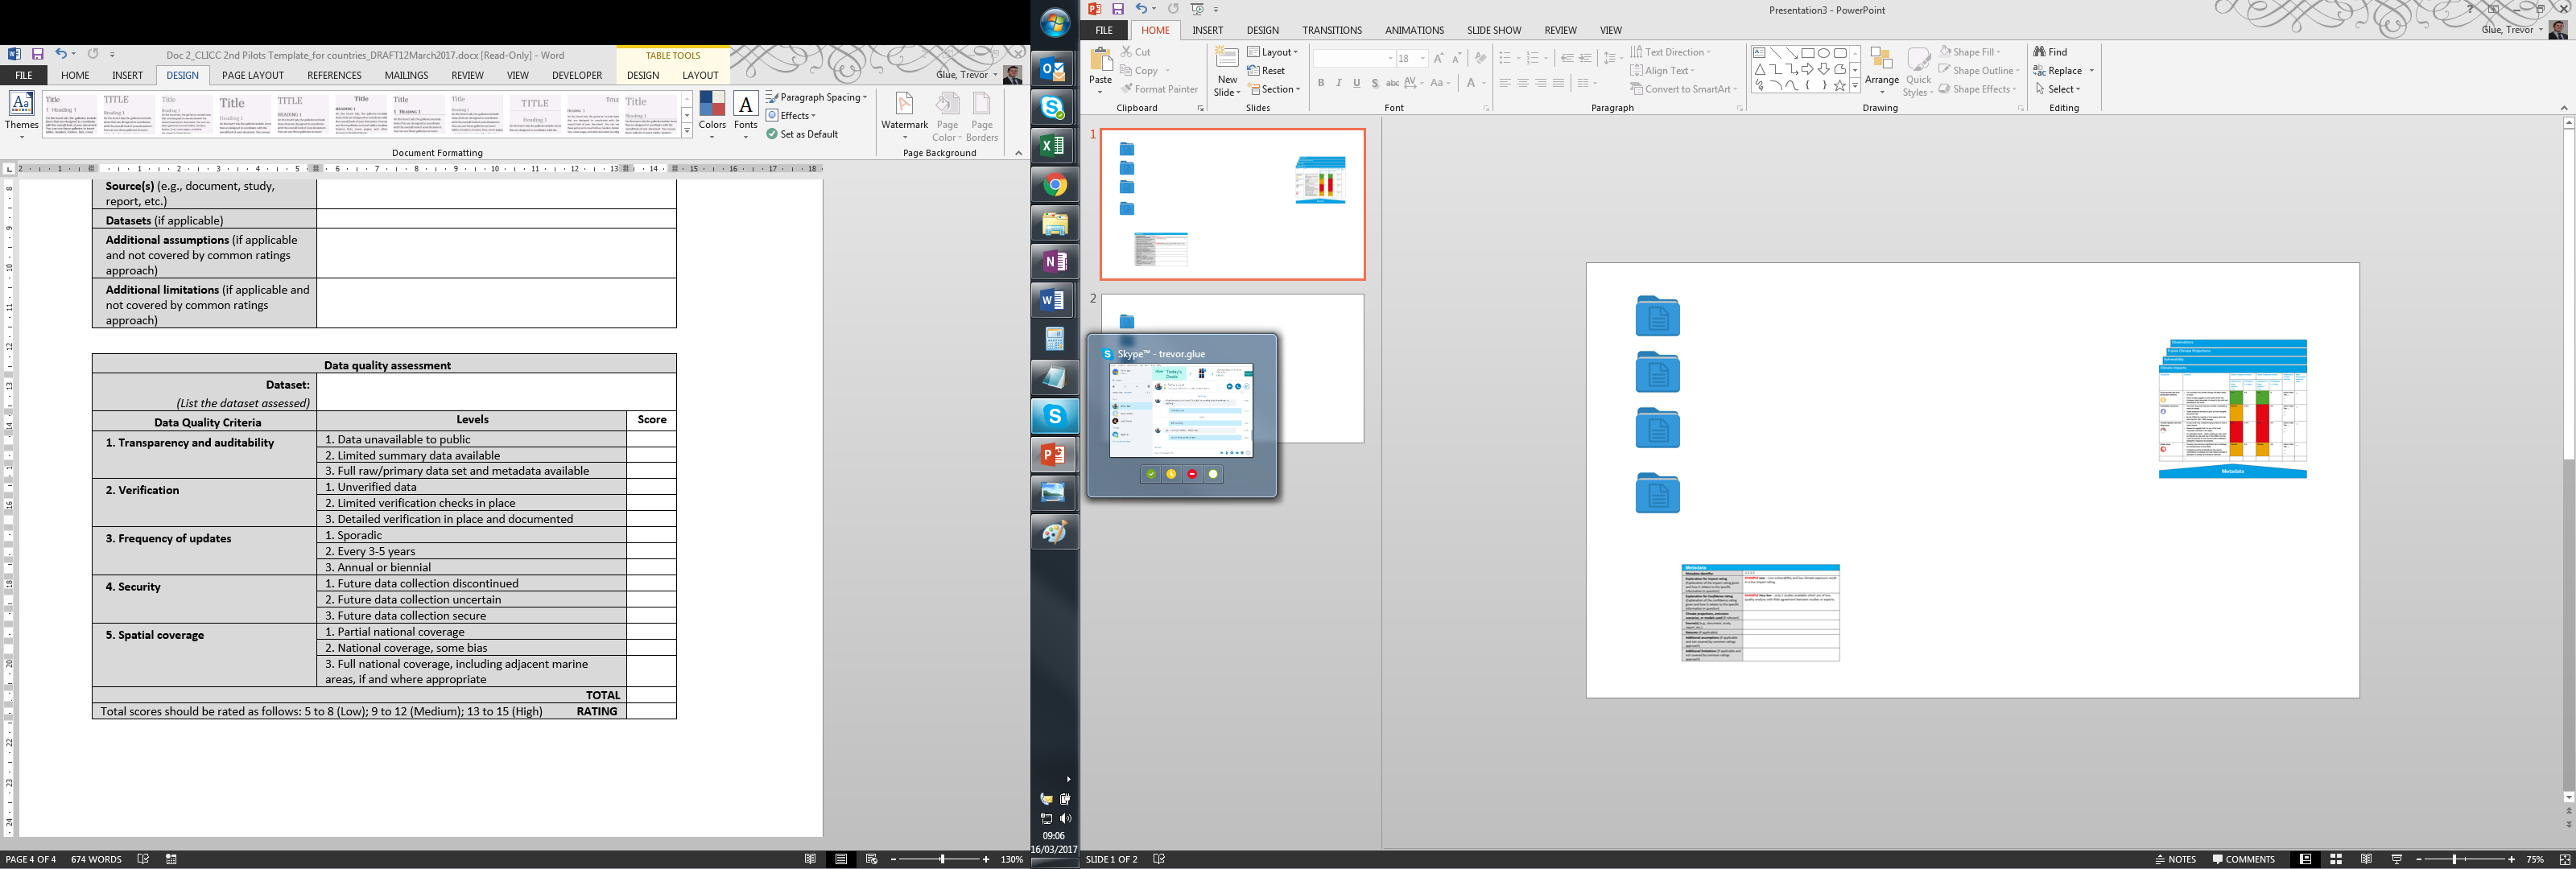 Doc 2_CLICC 2nd Pilots Template_for countries_DRAFT12March2017.docx [Read-Only] - Word
TABLE TOOLS
FILE HOME INSERT DESIGN PAGE LAYOUT REFERENCES MAILINGS REVIEW VIEW DEVELOPER DESIGN LAYOUT
Glue, Trevor
Themes
Colors
Fonts
Paragraph Spacing
Effects
Set as Default
Watermark
Page Color
Page Borders
Document Formatting
Page Background
Source(s) (e.g., document, study,
report, etc.)
Datasets (if applicable)
Additional assumptions (if applicable
and not covered by common ratings
approach)
Additional limitations (if applicable and
not covered by common ratings
approach)
Data quality assessment
Dataset:
(List the dataset assessed)
Data Quality Criteria Levels Score
1. Transparency and auditability
1. Data unavailable to public
2. Limited summary data available
3. Full raw/primary data set and metadata available
2. Verification
1. Unverified data
2. Limited verification checks in place
3. Detailed verification in place and documented
3. Frequency of updates
1. Sporadic
2. Every 3-5 years
3. Annual or biennial
4. Security
1. Future data collection discontinued
2. Future data collection uncertain
3. Future data collection secure
5. Spatial coverage
1. Partial national coverage
2. National coverage, some bias
3. Full national coverage, including adjacent marine
areas, if and where appropriate
TOTAL
Total scores should be rated as follows: 5 to 8 (Low); 9 to 12 (Medium); 13 to 15 (High) RATING
PAGE 4 OF 4 674 WORDS
130%
09:06
16/03/2017
Presentation3 - PowerPoint
FILE HOME INSERT DESIGN TRANSITIONS ANIMATIONS SLIDE SHOW REVIEW VIEW
Glue, Trevor
Paste
Cut
Copy
Format Painter
Clipboard
New Slide
Layout
Reset
Section
Slides
18
Font
Text Direction
Align Text
Convert to SmartArt
Paragraph
Arrange
Quick Styles
Shape Fill
Shape Outline
Shape Effects
Drawing
Find
Replace
Select
Editing
1
2
Skype™ - trevor.glue
Today's
Deals
Observations
Future Climate Projections
Vulnerability
Climate impacts
Metadata
Metadata
SLIDE 1 OF 2
NOTES
COMMENTS
75%